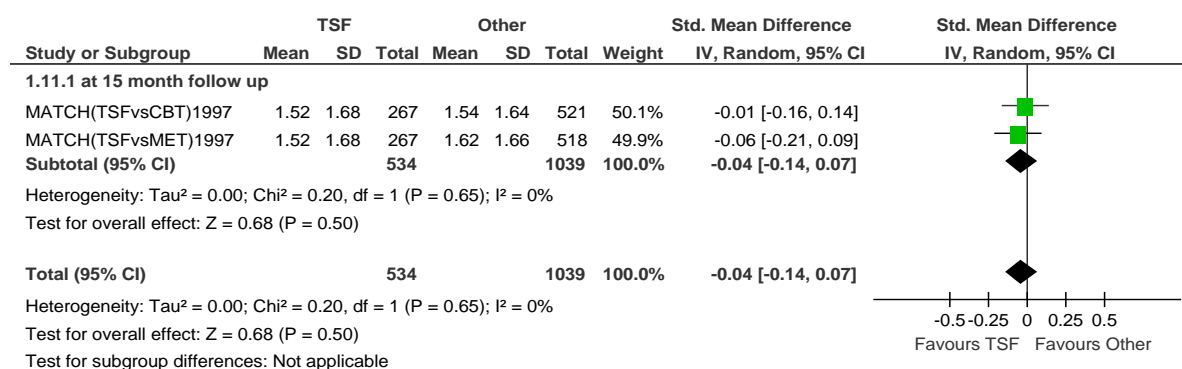 TSF Other Std. Mean Difference Std. Mean Difference
Study or Subgroup Mean SD Total Mean SD Total Weight IV, Random, 95% CI IV, Random, 95% CI
1.11.1 at 15 month follow up
MATCH(TSFvsCBT)1997 1.52 1.68 267 1.54 1.64 521 50.1% -0.01 [-0.16, 0.14]
MATCH(TSFvsMET)1997 1.52 1.68 267 1.62 1.66 518 49.9% -0.06 [-0.21, 0.09]
Subtotal (95% CI) 534 1039 100.0% -0.04 [-0.14, 0.07]
Heterogeneity: Tau² = 0.00; Chi² = 0.20, df = 1 (P = 0.65); I² = 0%
Test for overall effect: Z = 0.68 (P = 0.50)
Total (95% CI) 534 1039 100.0% -0.04 [-0.14, 0.07]
Heterogeneity: Tau² = 0.00; Chi² = 0.20, df = 1 (P = 0.65); I² = 0%
Test for overall effect: Z = 0.68 (P = 0.50)
Test for subgroup differences: Not applicable
-0.5 -0.25 0 0.25 0.5
Favours TSF Favours Other